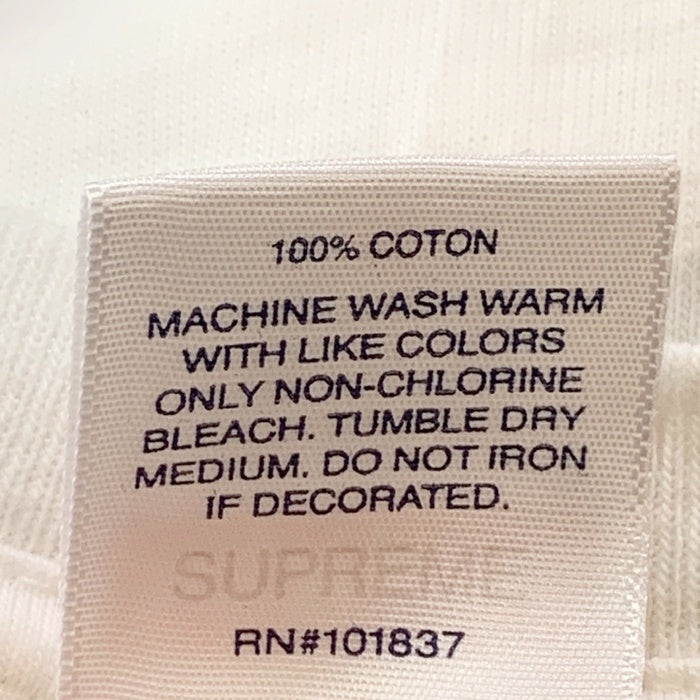 100% COTON
MACHINE WASH WARM
WITH LIKE COLORS
ONLY NON-CHLORINE
BLEACH. TUMBLE DRY
MEDIUM. DO NOT IRON
IF DECORATED.
SUPREME
RN#101837